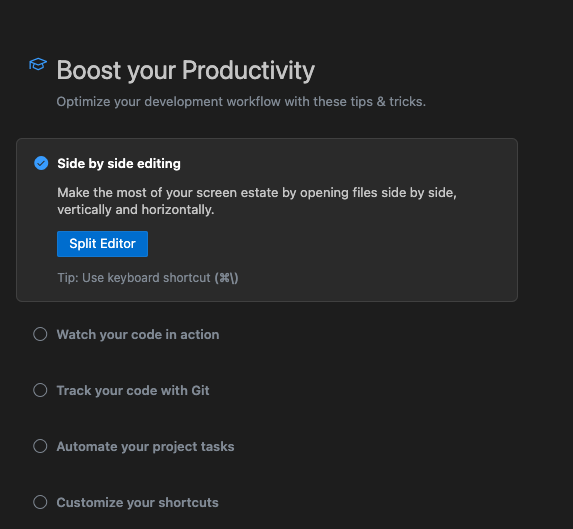 Boost your Productivity
Optimize your development workflow with these tips & tricks.
Side by side editing
Make the most of your screen estate by opening files side by side,
vertically and horizontally.
Split Editor
Tip: Use keyboard shortcut (⌘\)
Watch your code in action
Track your code with Git
Automate your project tasks
Customize your shortcuts